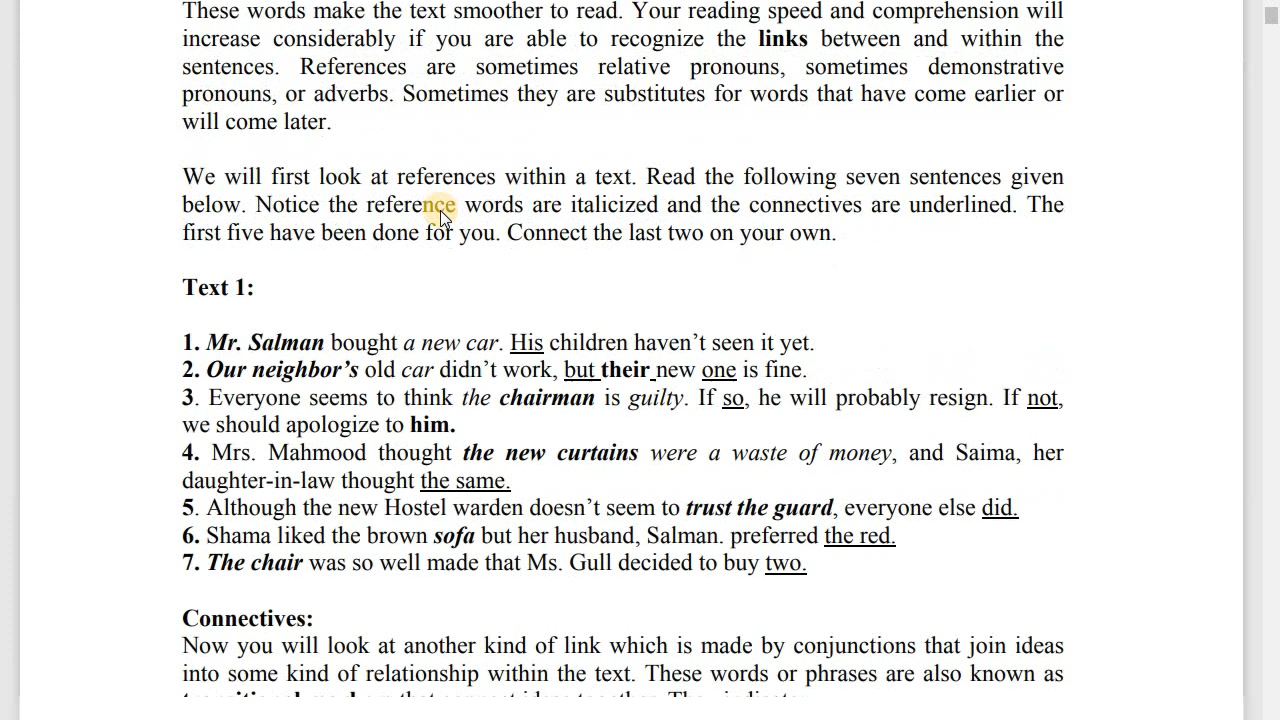 These words make the text smoother to read. Your reading speed and comprehension will
increase considerably if you are able to recognize the links between and within the
sentences. References are sometimes relative pronouns, sometimes demonstrative
pronouns, or adverbs. Sometimes they are substitutes for words that have come earlier or
will come later.
We will first look at references within a text. Read the following seven sentences given
below. Notice the reference words are italicized and the connectives are underlined. The
first five have been done for you. Connect the last two on your own.
Text 1:
1. Mr. Salman bought a new car. His children haven’t seen it yet.
2. Our neighbor’s old car didn’t work, but their new one is fine.
3. Everyone seems to think the chairman is guilty. If so, he will probably resign. If not,
we should apologize to him.
4. Mrs. Mahmood thought the new curtains were a waste of money, and Saima, her
daughter-in-law thought the same.
5. Although the new Hostel warden doesn’t seem to trust the guard, everyone else did.
6. Shama liked the brown sofa but her husband, Salman. preferred the red.
7. The chair was so well made that Ms. Gull decided to buy two.
Connectives:
Now you will look at another kind of link which is made by conjunctions that join ideas
into some kind of relationship within the text. These words or phrases are also known as